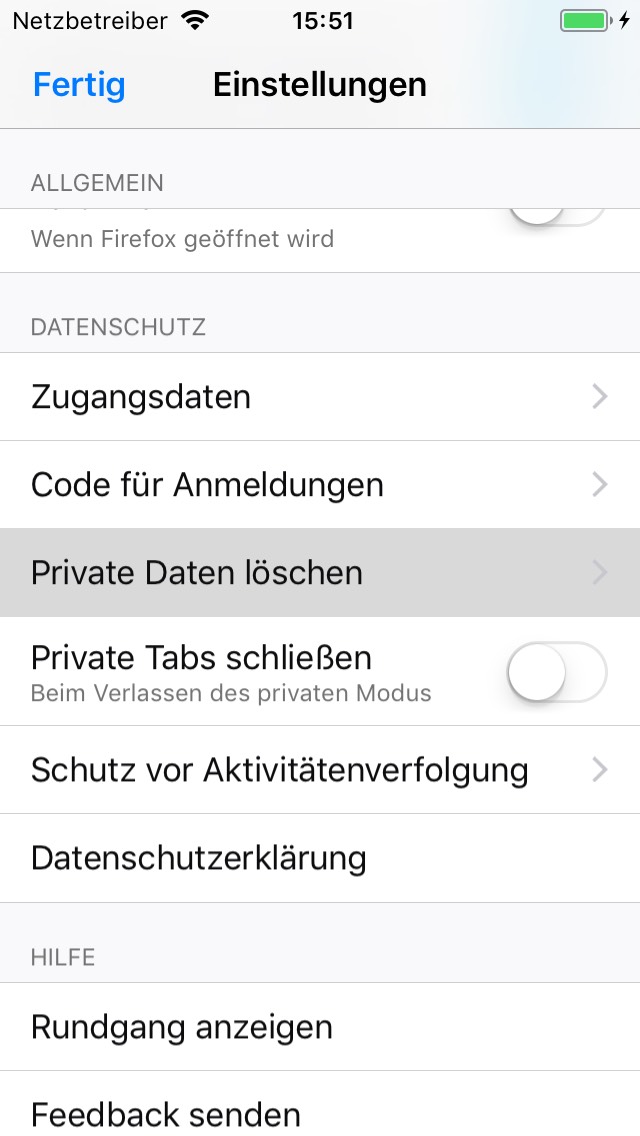 Netzbetreiber 15:51
Fertig Einstellungen
ALLGEMEIN
Wenn Firefox geöffnet wird
DATENSCHUTZ
Zugangsdaten
Code für Anmeldungen
Private Daten löschen
Private Tabs schließen
Beim Verlassen des privaten Modus
Schutz vor Aktivitätenverfolgung
Datenschutzerklärung
HILFE
Rundgang anzeigen
Feedback senden